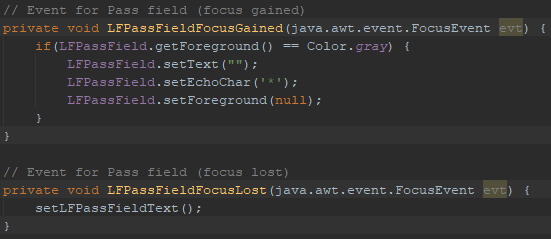 // Event for Pass field (focus gained)
private void LFPassFieldFocusGained(java.awt.event.FocusEvent evt) {
    if(LFPassField.getForeground() == Color.gray) {
        LFPassField.setText("");
        LFPassField.setEchoChar('*');
        LFPassField.setForeground(null);
    }
}

// Event for Pass field (focus lost)
private void LFPassFieldFocusLost(java.awt.event.FocusEvent evt) {
    setLFPassFieldText();
}